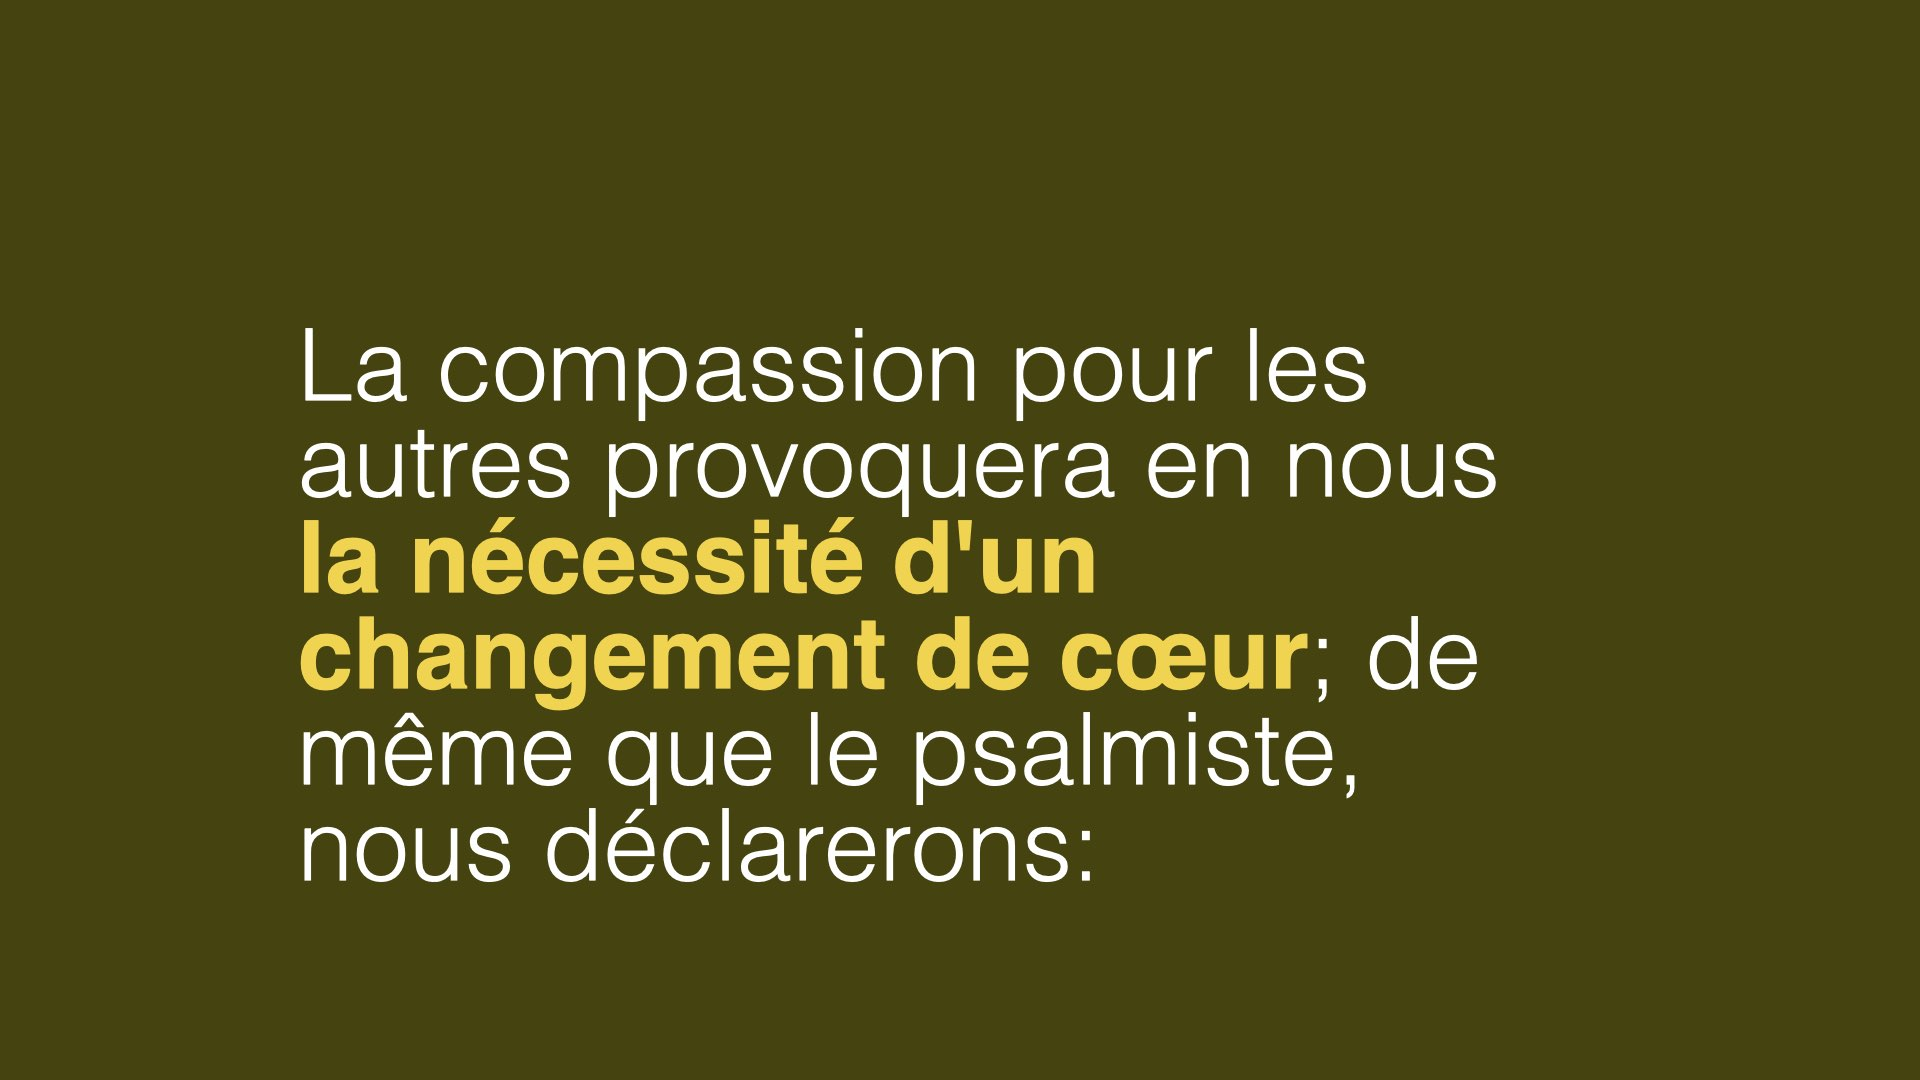 La compassion pour les
autres provoquera en nous
la nécessité d'un
changement de cœur; de
même que le psalmiste,
nous déclarerons: